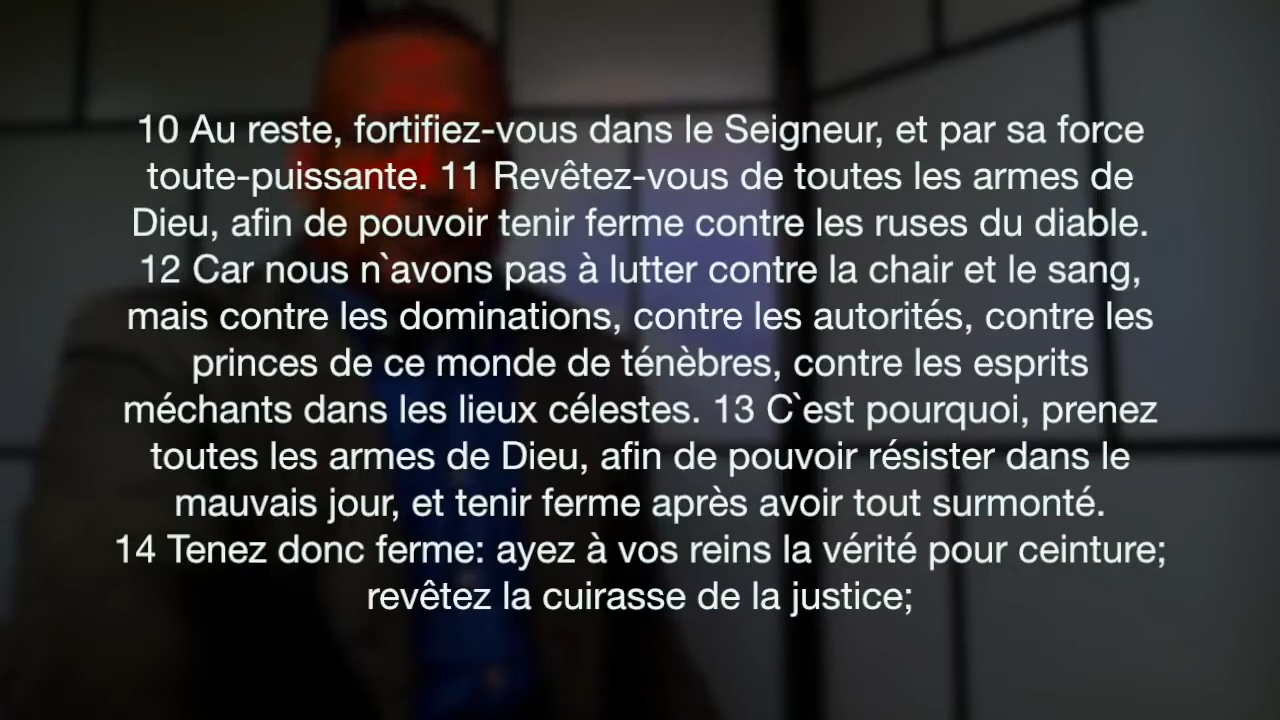 10 Au reste, fortifiez-vous dans le Seigneur, et par sa force
toute-puissante. 11 Revêtez-vous de toutes les armes de
Dieu, afin de pouvoir tenir ferme contre les ruses du diable.
12 Car nous n`avons pas à lutter contre la chair et le sang,
mais contre les dominations, contre les autorités, contre les
princes de ce monde de ténèbres, contre les esprits
méchants dans les lieux célestes. 13 C`est pourquoi, prenez
toutes les armes de Dieu, afin de pouvoir résister dans le
mauvais jour, et tenir ferme après avoir tout surmonté.
14 Tenez donc ferme: ayez à vos reins la vérité pour ceinture;
revêtez la cuirasse de la justice;